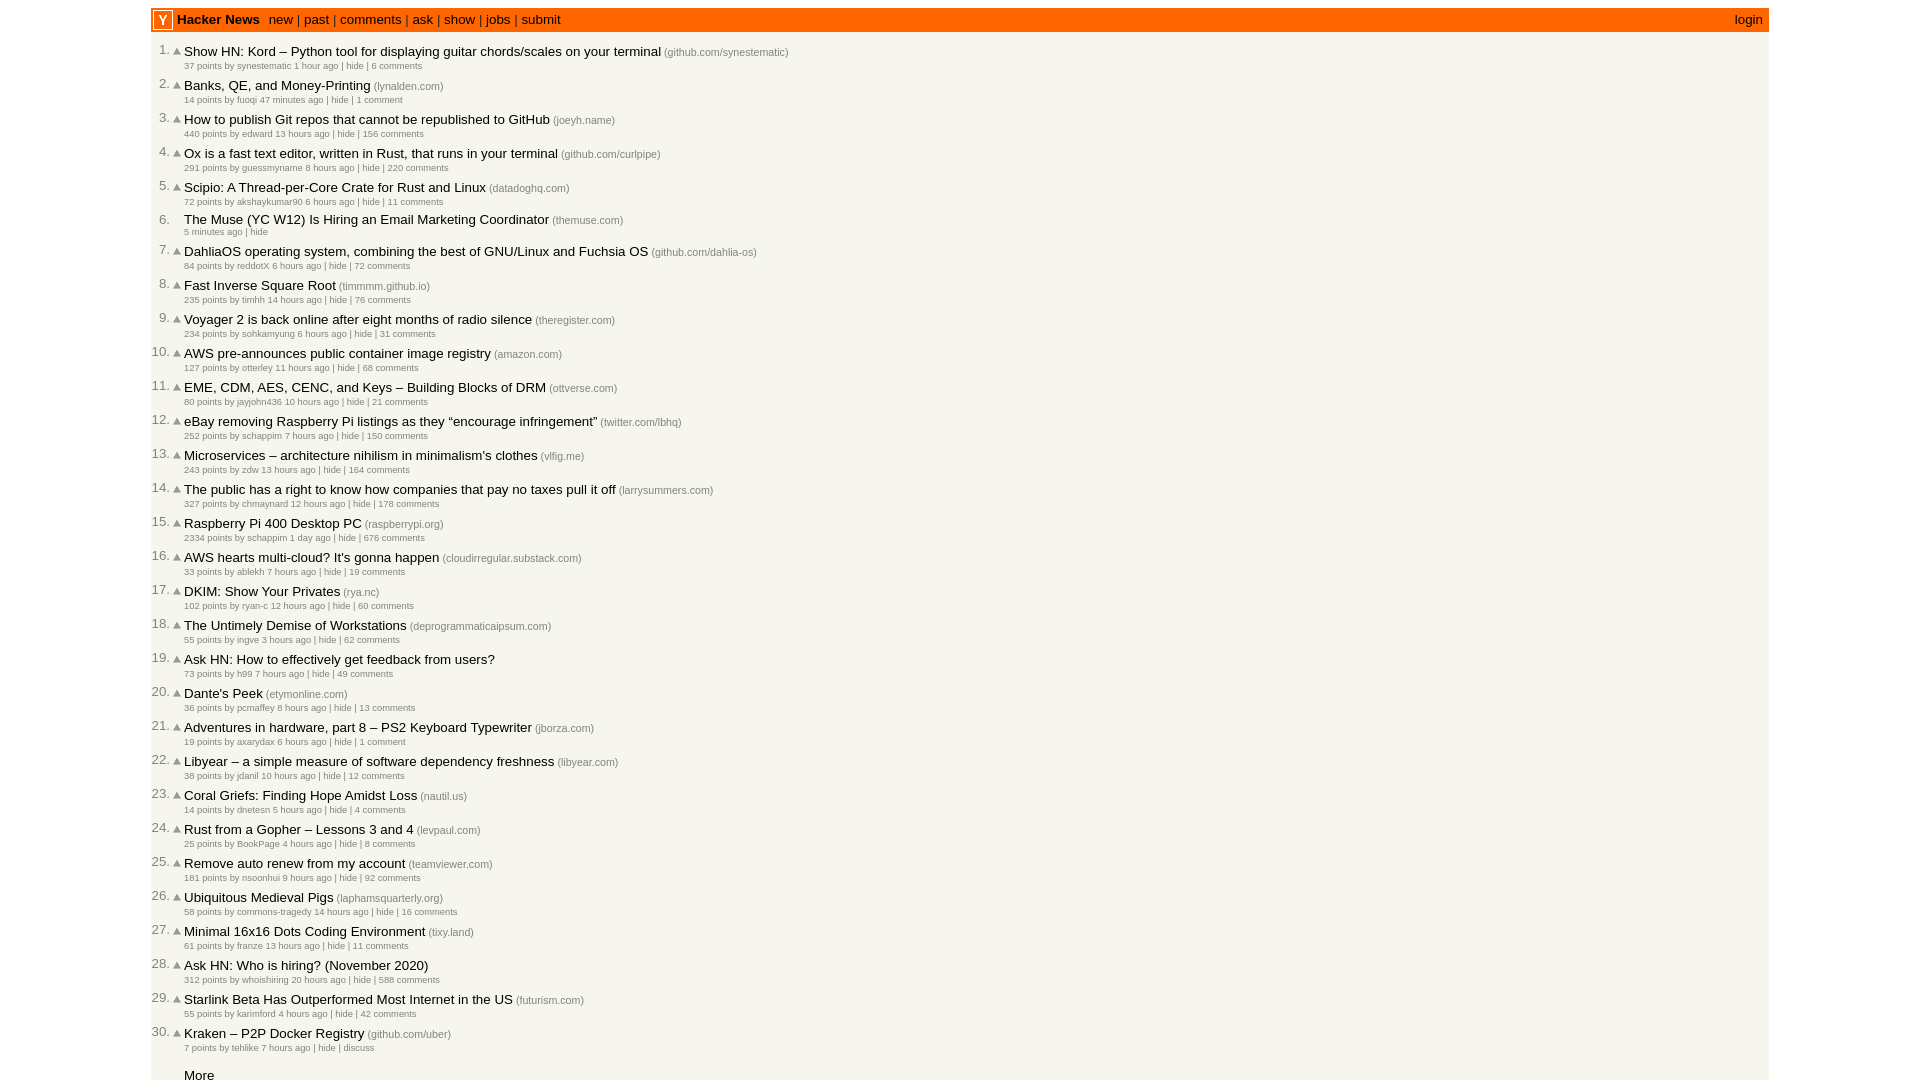 Y Hacker News new | past | comments | ask | show | jobs | submit login
1. Show HN: Kord – Python tool for displaying guitar chords/scales on your terminal (github.com/synestematic)
37 points by synestematic 1 hour ago | hide | 6 comments
2. Banks, QE, and Money-Printing (lynalden.com)
14 points by fuoqi 47 minutes ago | hide | 1 comment
3. How to publish Git repos that cannot be republished to GitHub (joeyh.name)
440 points by edward 13 hours ago | hide | 156 comments
4. Ox is a fast text editor, written in Rust, that runs in your terminal (github.com/curlpipe)
291 points by guessmyname 8 hours ago | hide | 220 comments
5. Scipio: A Thread-per-Core Crate for Rust and Linux (datadoghq.com)
72 points by akshaykumar90 6 hours ago | hide | 11 comments
6. The Muse (YC W12) Is Hiring an Email Marketing Coordinator (themuse.com)
5 minutes ago | hide
7. DahliaOS operating system, combining the best of GNU/Linux and Fuchsia OS (github.com/dahlia-os)
84 points by reddotX 6 hours ago | hide | 72 comments
8. Fast Inverse Square Root (timmmm.github.io)
235 points by timhh 14 hours ago | hide | 76 comments
9. Voyager 2 is back online after eight months of radio silence (theregister.com)
234 points by sohkamyung 6 hours ago | hide | 31 comments
10. AWS pre-announces public container image registry (amazon.com)
127 points by otterley 11 hours ago | hide | 68 comments
11. EME, CDM, AES, CENC, and Keys – Building Blocks of DRM (ottverse.com)
80 points by jayjohn436 10 hours ago | hide | 21 comments
12. eBay removing Raspberry Pi listings as they “encourage infringement” (twitter.com/lbhq)
252 points by schappim 7 hours ago | hide | 150 comments
13. Microservices – architecture nihilism in minimalism's clothes (vlfig.me)
243 points by zdw 13 hours ago | hide | 164 comments
14. The public has a right to know how companies that pay no taxes pull it off (larrysummers.com)
327 points by chmaynard 12 hours ago | hide | 178 comments
15. Raspberry Pi 400 Desktop PC (raspberrypi.org)
2334 points by schappim 1 day ago | hide | 676 comments
16. AWS hearts multi-cloud? It's gonna happen (cloudirregular.substack.com)
33 points by ablekh 7 hours ago | hide | 19 comments
17. DKIM: Show Your Privates (rya.nc)
102 points by ryan-c 12 hours ago | hide | 60 comments
18. The Untimely Demise of Workstations (deprogrammaticaipsum.com)
55 points by ingve 3 hours ago | hide | 62 comments
19. Ask HN: How to effectively get feedback from users?
73 points by h99 7 hours ago | hide | 49 comments
20. Dante's Peek (etymonline.com)
36 points by pcmaffey 8 hours ago | hide | 13 comments
21. Adventures in hardware, part 8 – PS2 Keyboard Typewriter (jborza.com)
19 points by axarydax 6 hours ago | hide | 1 comment
22. Libyear – a simple measure of software dependency freshness (libyear.com)
38 points by jdanil 10 hours ago | hide | 12 comments
23. Coral Griefs: Finding Hope Amidst Loss (nautil.us)
14 points by dnetesn 5 hours ago | hide | 4 comments
24. Rust from a Gopher – Lessons 3 and 4 (levpaul.com)
25 points by BookPage 4 hours ago | hide | 8 comments
25. Remove auto renew from my account (teamviewer.com)
181 points by nsoonhui 9 hours ago | hide | 92 comments
26. Ubiquitous Medieval Pigs (laphamsquarterly.org)
58 points by commons-tragedy 14 hours ago | hide | 16 comments
27. Minimal 16x16 Dots Coding Environment (tixy.land)
61 points by franze 13 hours ago | hide | 11 comments
28. Ask HN: Who is hiring? (November 2020)
312 points by whoishiring 20 hours ago | hide | 588 comments
29. Starlink Beta Has Outperformed Most Internet in the US (futurism.com)
55 points by karimford 4 hours ago | hide | 42 comments
30. Kraken – P2P Docker Registry (github.com/uber)
7 points by tehlike 7 hours ago | hide | discuss
More